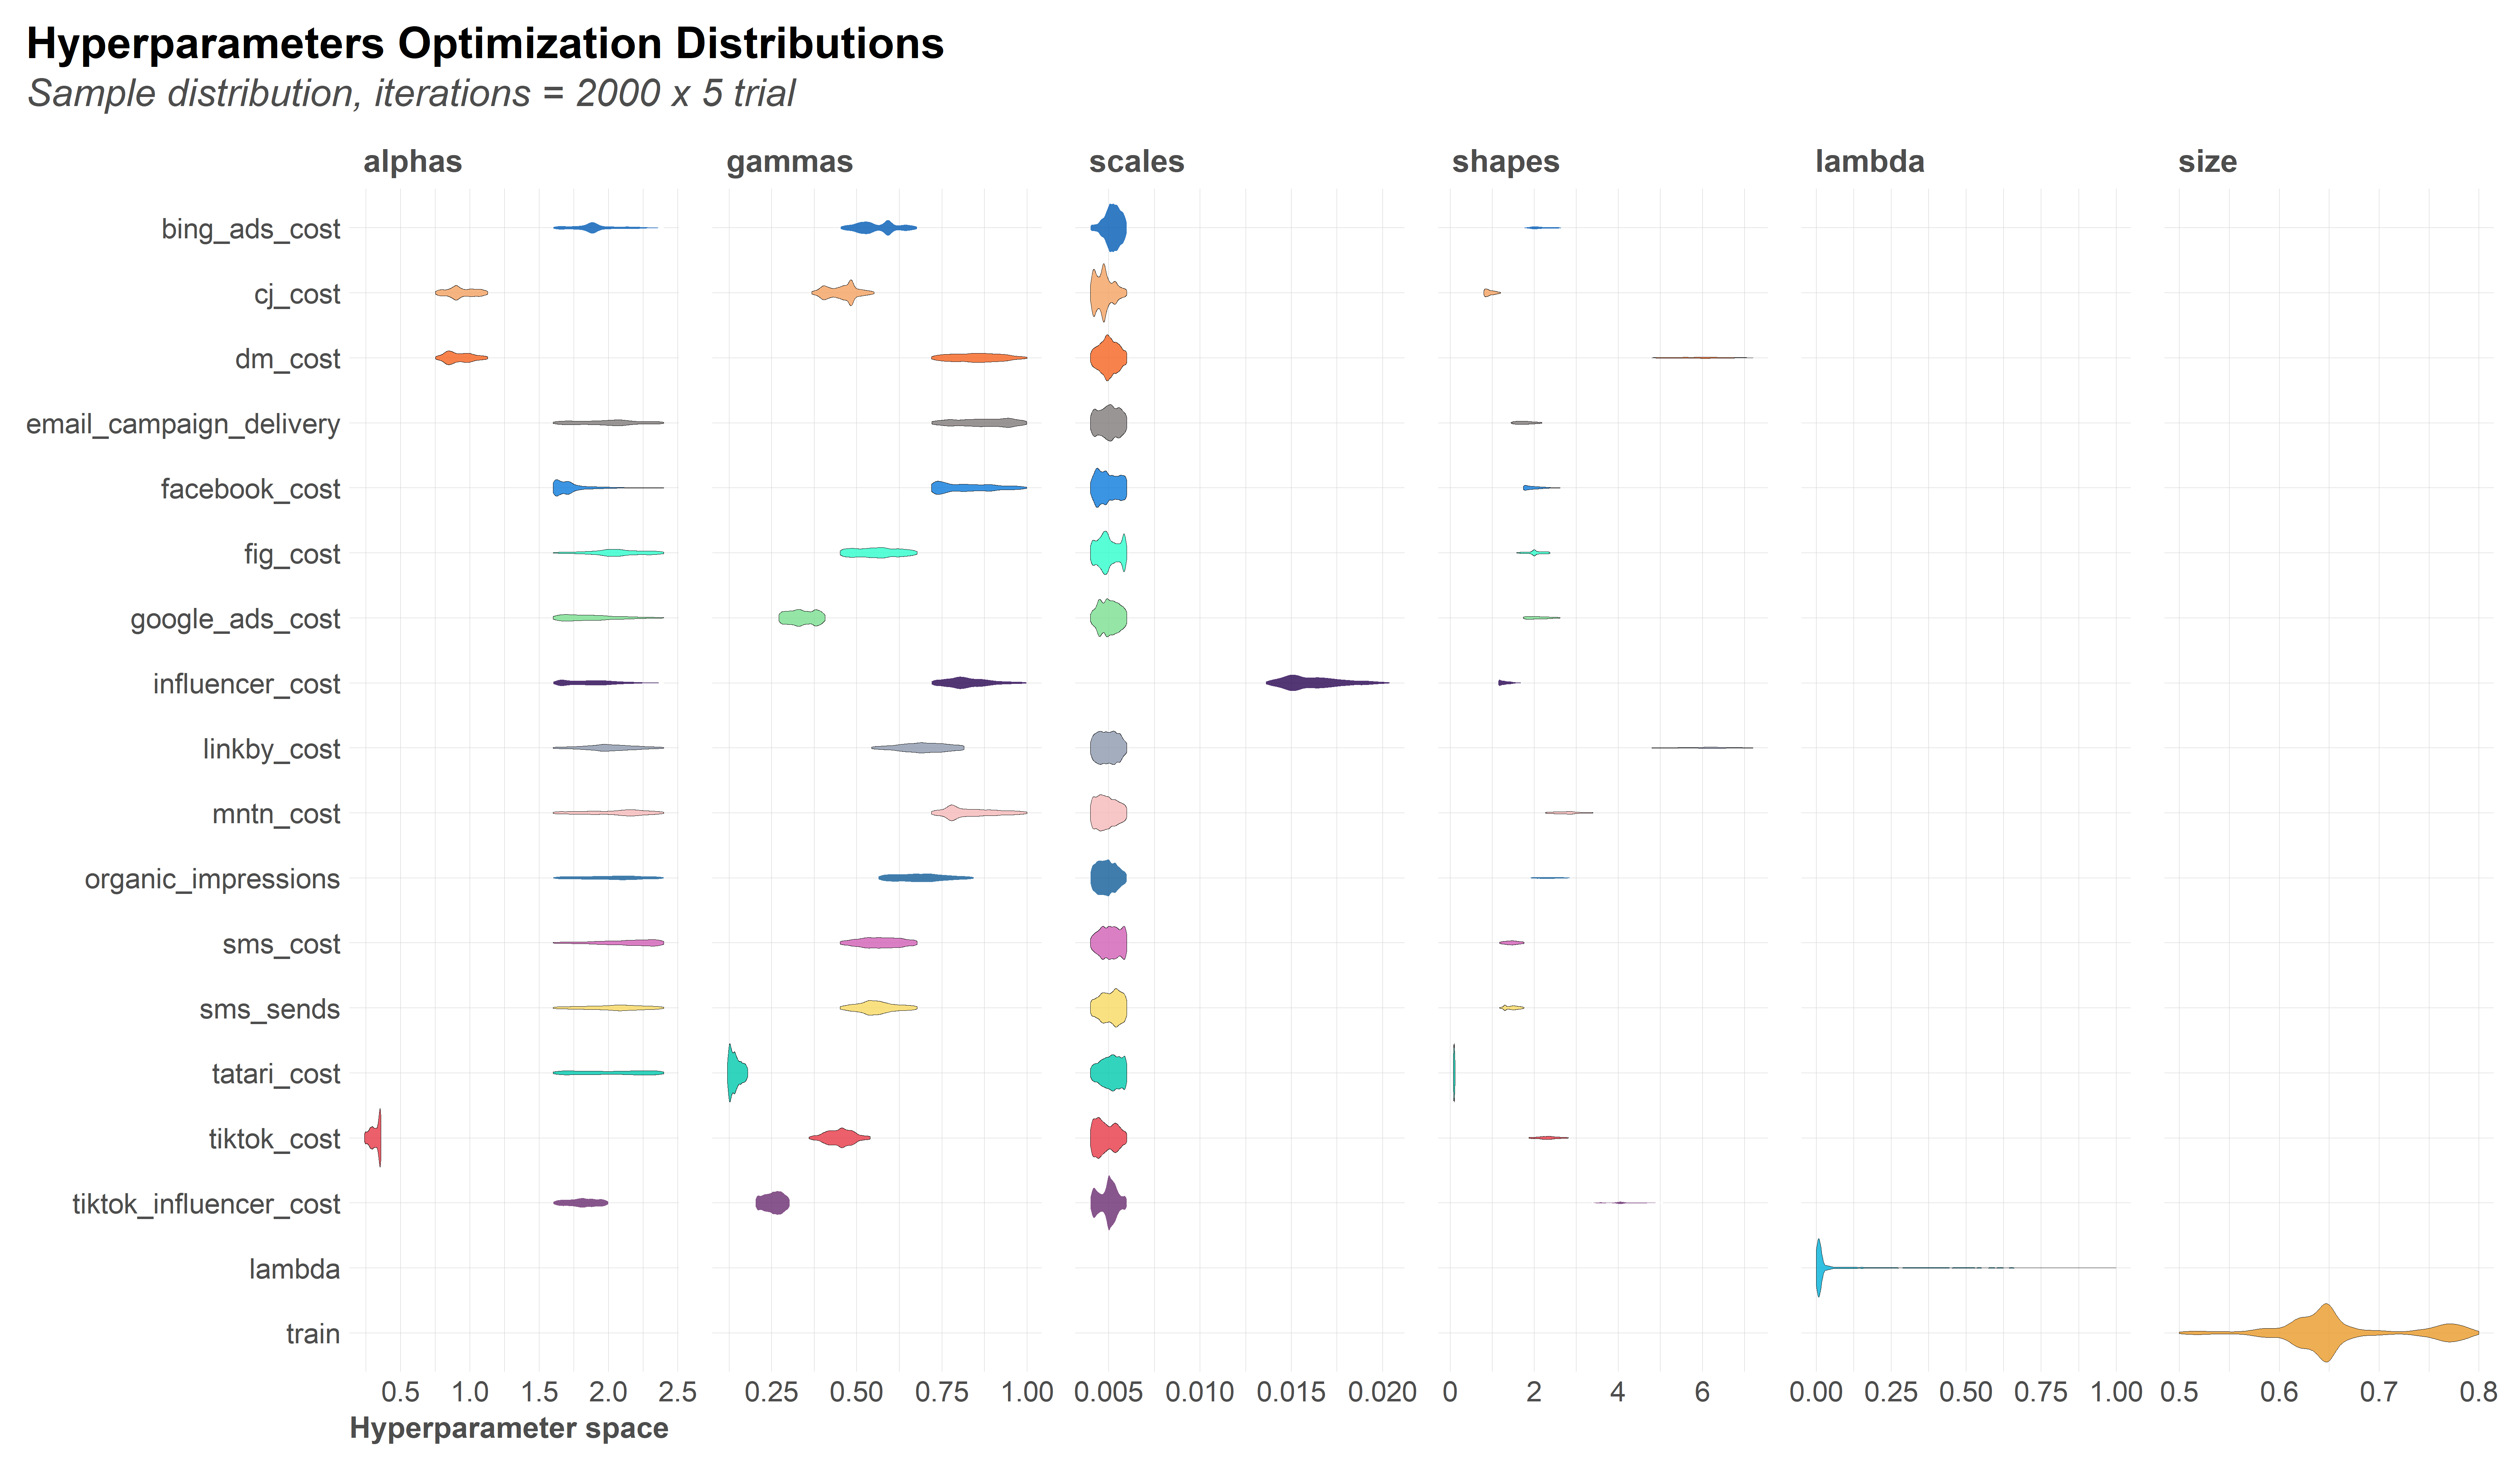 Hyperparameters Optimization Distributions
Sample distribution, iterations = 2000 x 5 trial
alphas gammas scales shapes lambda size
bing_ads_cost
cj_cost
dm_cost
email_campaign_delivery
facebook_cost
fig_cost
google_ads_cost
influencer_cost
linkby_cost
mntn_cost
organic_impressions
sms_cost
sms_sends
tatari_cost
tiktok_cost
tiktok_influencer_cost
lambda
train
0.5 1.0 1.5 2.0 2.5 0.25 0.50 0.75 1.00 0.005 0.010 0.015 0.020 0 2 4 6 0.00 0.25 0.50 0.75 1.00 0.5 0.6 0.7 0.8
Hyperparameter space